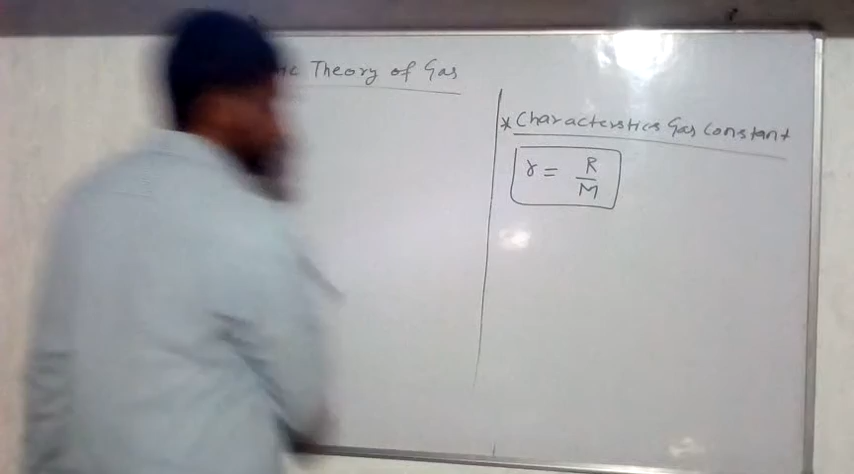 Theory of Gas
* Characterstics Gas Constant
r = R/M